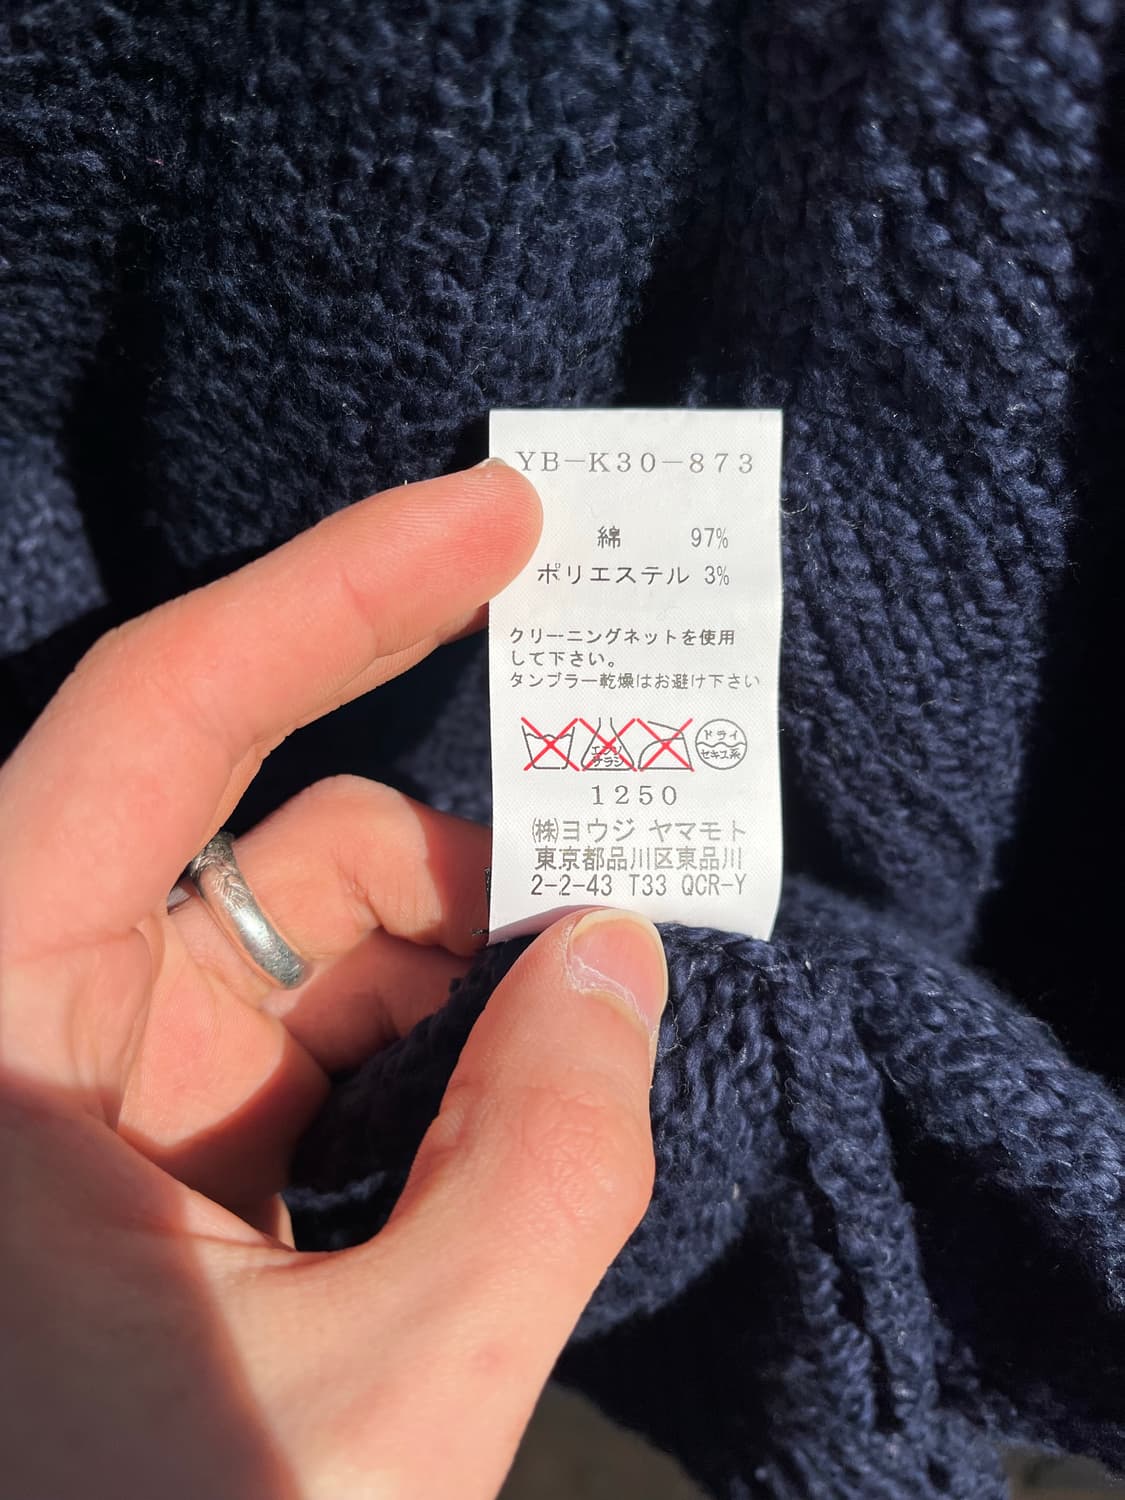 YB-K30-873
綿 97%
ポリエステル 3%
クリーニングネットを使用
して下さい。
タンブラー乾燥はお避け下さい
エンソ
サラシ
ドライ
セキユ系
1250
㈱ヨウジ ヤマモト
東京都品川区東品川
2-2-43 T33 QCR-Y